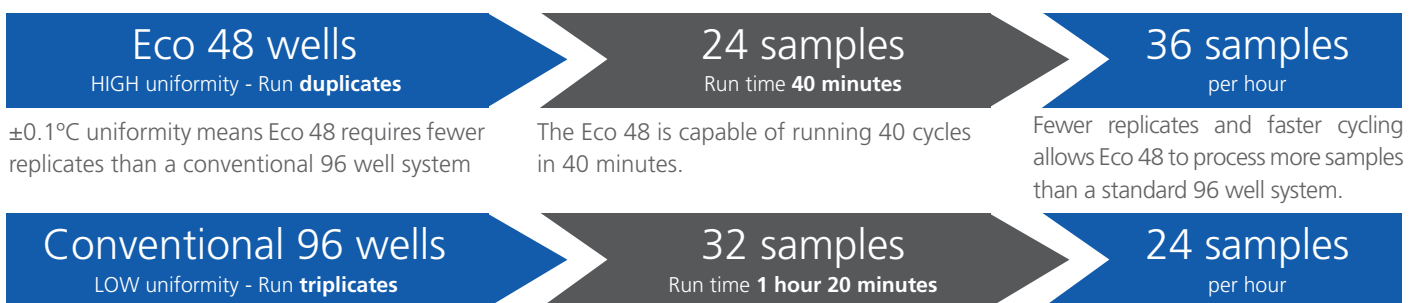 Eco 48 wells
HIGH uniformity - Run duplicates
24 samples
Run time 40 minutes
36 samples
per hour
±0.1ºC uniformity means Eco 48 requires fewer
replicates than a conventional 96 well system
The Eco 48 is capable of running 40 cycles
in 40 minutes.
Fewer replicates and faster cycling
allows Eco 48 to process more samples
than a standard 96 well system.
Conventional 96 wells
LOW uniformity - Run triplicates
32 samples
Run time 1 hour 20 minutes
24 samples
per hour